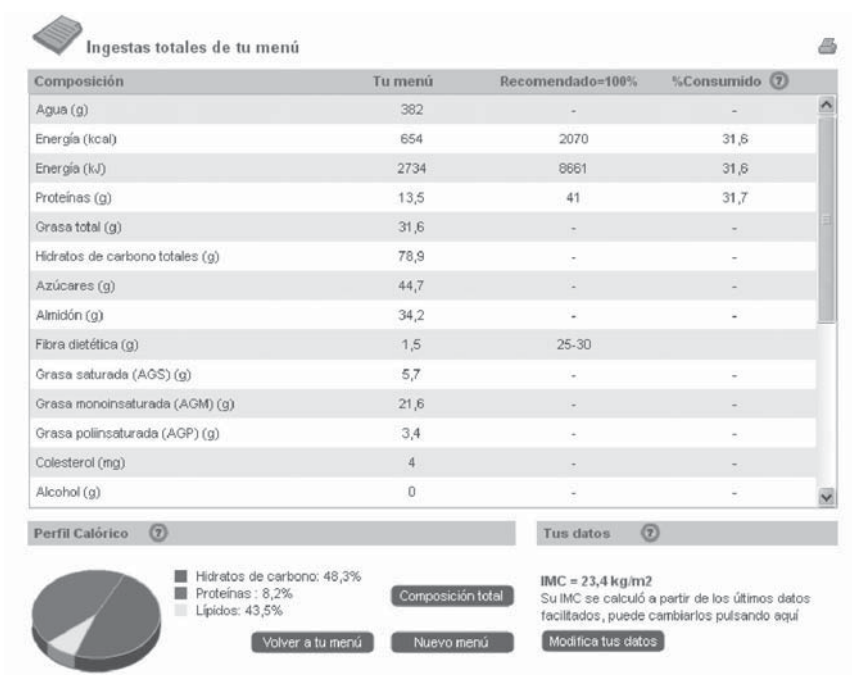 Ingestas totales de tu menú
Composición Tu menú Recomendado=100% %Consumido ?
Agua (g) 382 - -
Energía (kcal) 654 2070 31,6
Energía (kJ) 2734 8661 31,6
Proteínas (g) 13,5 41 31,7
Grasa total (g) 31,6 - -
Hidratos de carbono totales (g) 78,9 - -
Azúcares (g) 44,7 - -
Almidón (g) 34,2 - -
Fibra dietética (g) 1,5 25-30
Grasa saturada (AGS) (g) 5,7 - -
Grasa monoinsaturada (AGM) (g) 21,6 - -
Grasa poliinsaturada (AGP) (g) 3,4 - -
Colesterol (mg) 4 - -
Alcohol (g) 0 - -
Perfil Calórico ?
Hidratos de carbono: 48,3%
Proteínas : 8,2%
Lípidos: 43,5%
Composición total
Volver a tu menú
Nuevo menú
Tus datos ?
IMC = 23,4 kg/m2
Su IMC se calculó a partir de los últimos datos
facilitados, puede cambiarlos pulsando aquí
Modifica tus datos